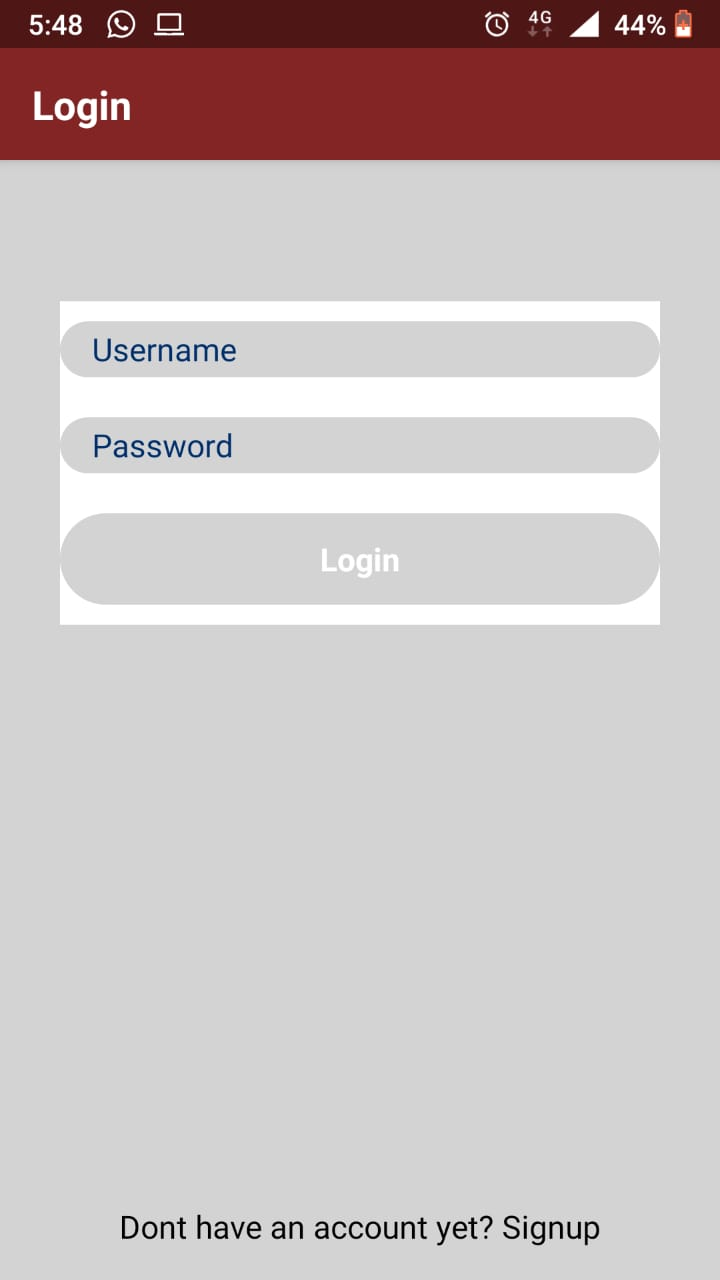 5:48 4G 44%
Login
Username
Password
Login
Dont have an account yet? Signup